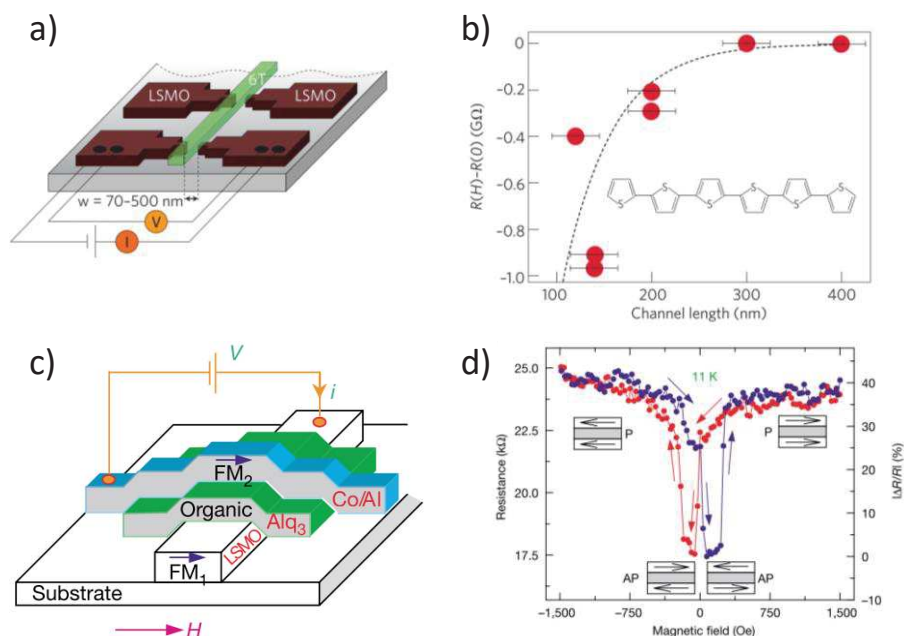 a)
6T
LSMO
LSMO
w = 70–500 nm
V
I
b)
R(H)–R(0) (GΩ)
0
-0.2
-0.4
-0.6
-0.8
-1.0
S
S
S
S
S
S
100
200
300
400
Channel length (nm)
c)
V
i
FM2
Co/Al
Organic
Alq3
LSMO
FM1
Substrate
H
d)
11 K
25.0
22.5
20.0
17.5
Resistance (kΩ)
P
P
AP
AP
40
30
20
10
0
–10
|ΔR/R| (%)
–1,500
–750
0
750
1,500
Magnetic field (Oe)